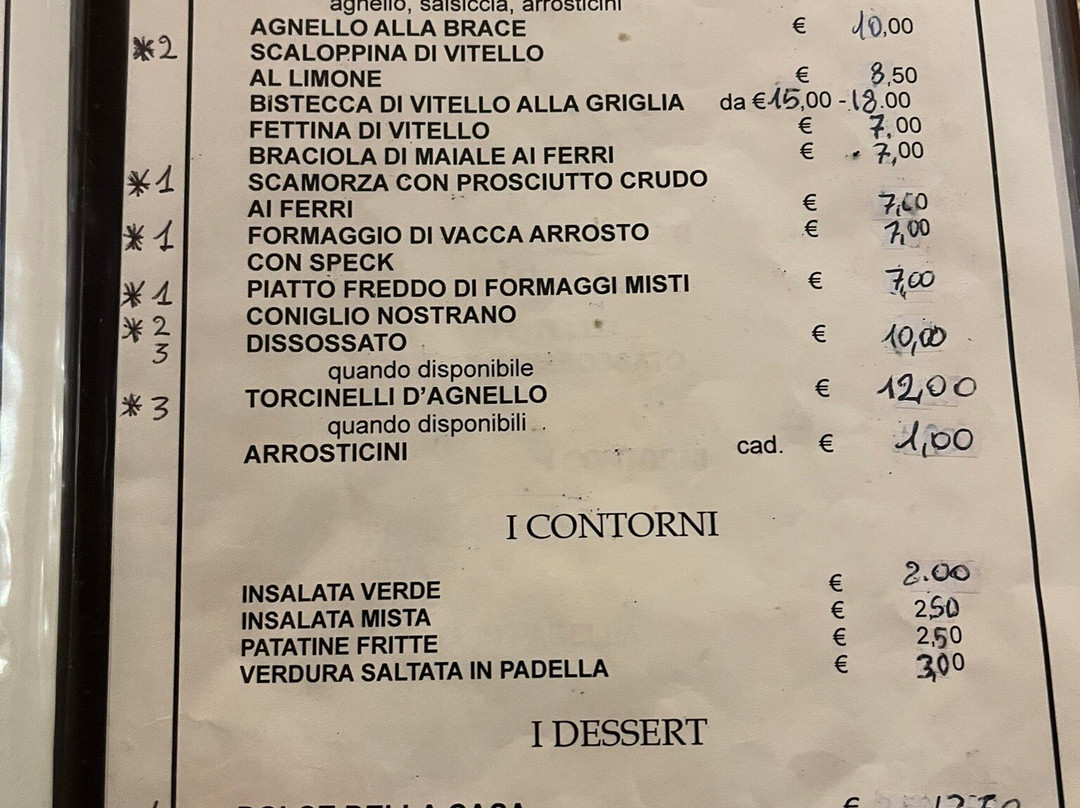 agnello, salsiccia, arrosticini
AGNELLO ALLA BRACE € 10,00
*2 SCALOPPINA DI VITELLO
AL LIMONE € 8,50
BiSTECCA DI VITELLO ALLA GRIGLIA da €15,00 -18.00
FETTINA DI VITELLO € 7,00
BRACIOLA DI MAIALE AI FERRI € 7,00
*1 SCAMORZA CON PROSCIUTTO CRUDO
AI FERRI €
*1 FORMAGGIO DI VACCA ARROSTO € 7,00
CON SPECK
*1 PIATTO FREDDO DI FORMAGGI MISTI € 7,00
*2 CONIGLIO NOSTRANO
3 DISSOSSATO € 10,00
quando disponibile
*3 TORCINELLI D'AGNELLO € 12,00
quando disponibili
ARROSTICINI cad. € 1,00
I CONTORNI
INSALATA VERDE € 2.00
INSALATA MISTA € 250
PATATINE FRITTE € 2,50
VERDURA SALTATA IN PADELLA € 3,00
I DESSERT
DOLCE DELLA CASA €